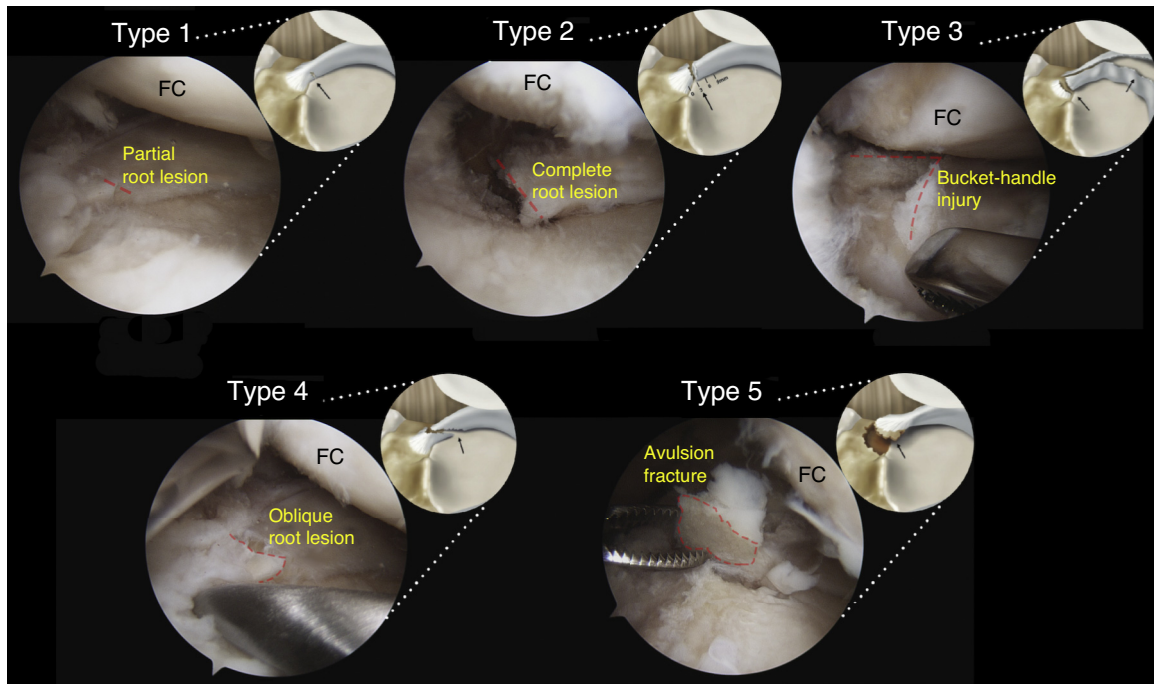 Type 1
Type 2
Type 3
FC
Partial
root lesion
FC
Complete
root lesion
FC
Bucket-handle
injury
Type 4
Type 5
FC
Oblique
root lesion
Avulsion
fracture
FC